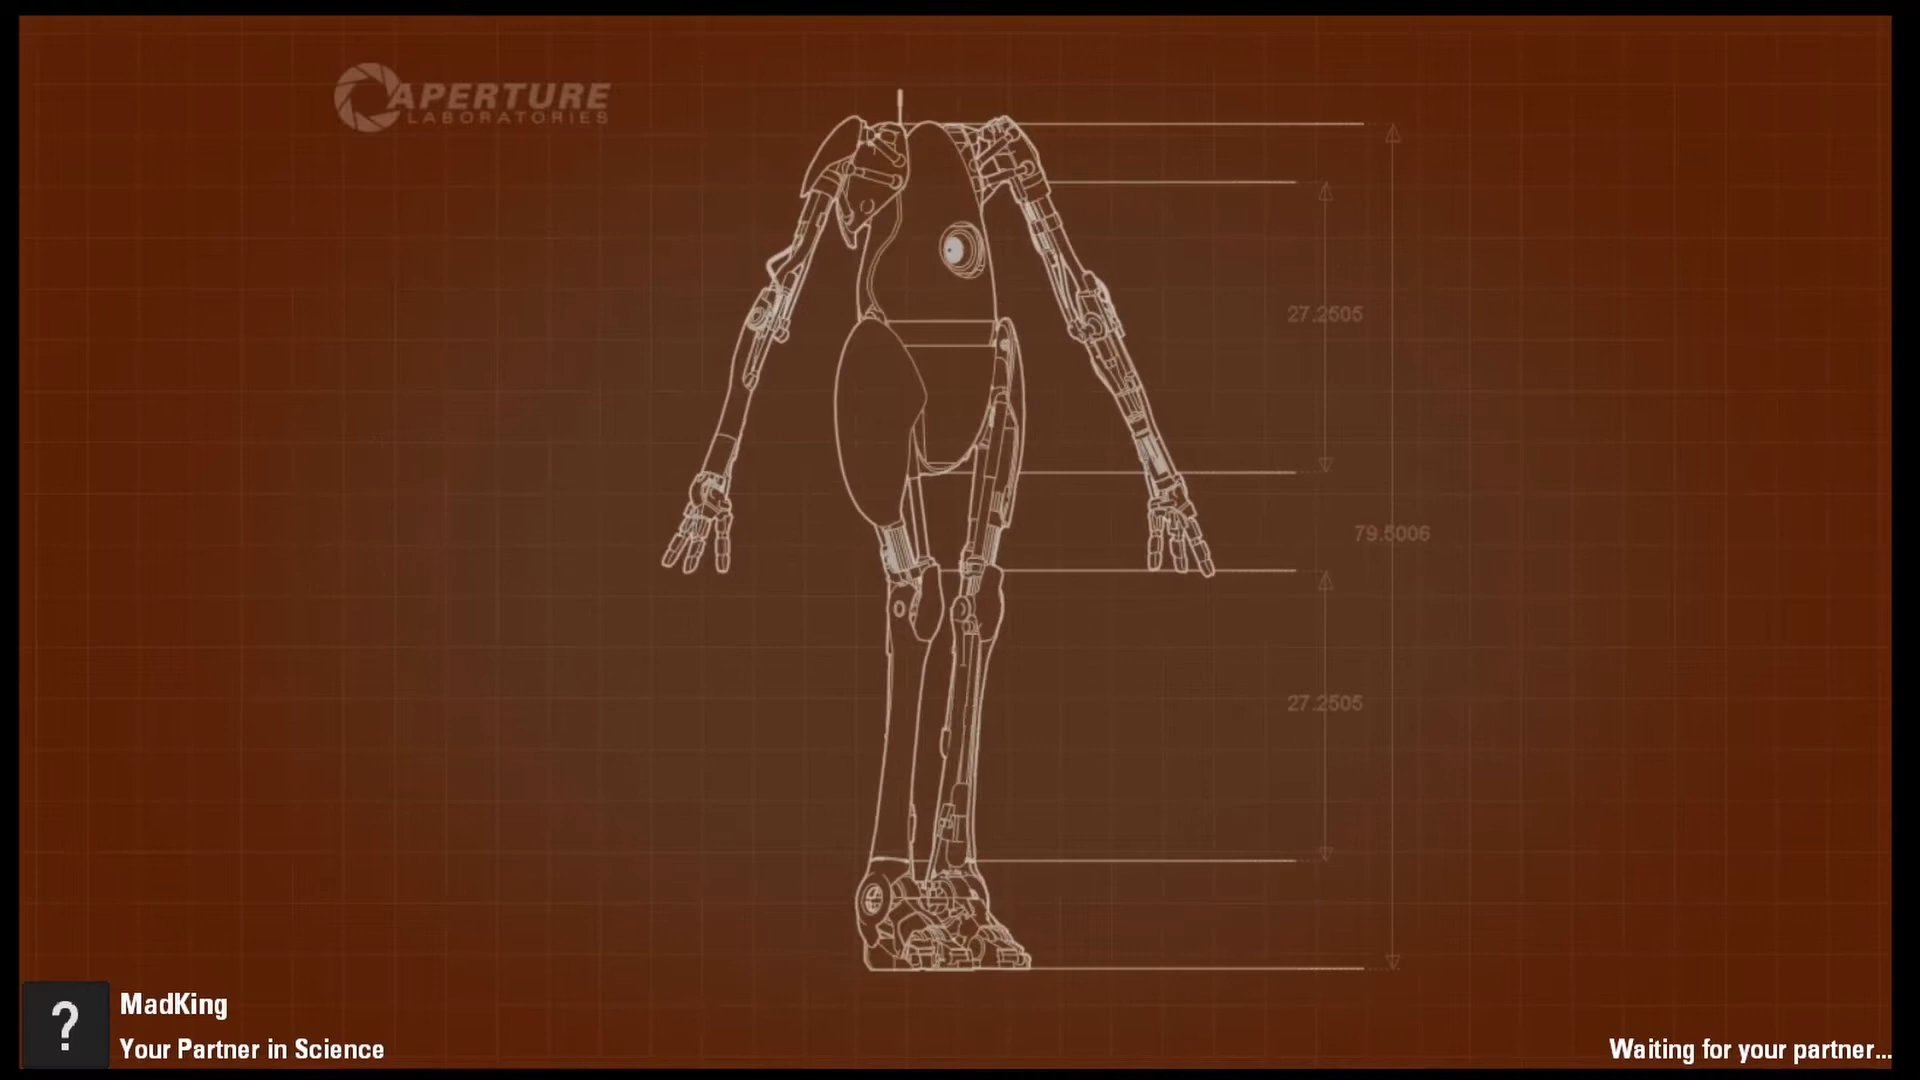 APERTURE
LABORATORIES
27.2505
79.5006
27.2505
?
MadKing
Your Partner in Science
Waiting for your partner...